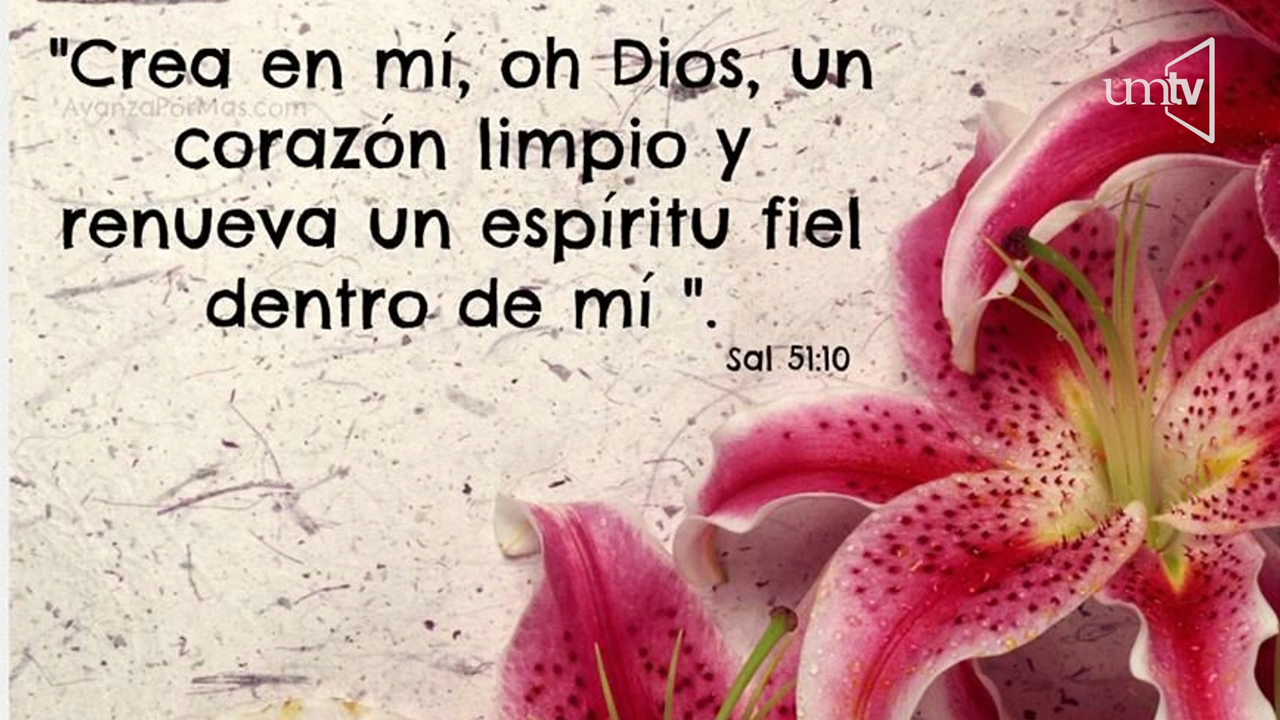 "Crea en mí, oh Dios, un
AvanzaPorMas.com
corazón limpio y
renueva un espíritu fiel
dentro de mí ".
Sal 51:10
umtv